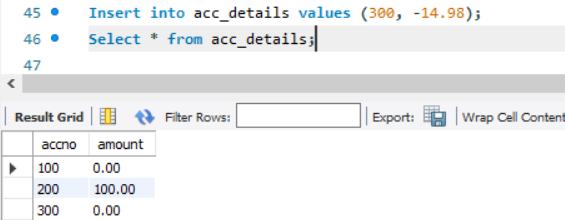 45 Insert into acc_details values (300, -14.98);
46 Select * from acc_details;
47
Result Grid Filter Rows: Export: Wrap Cell Content
accno amount
100 0.00
200 100.00
300 0.00